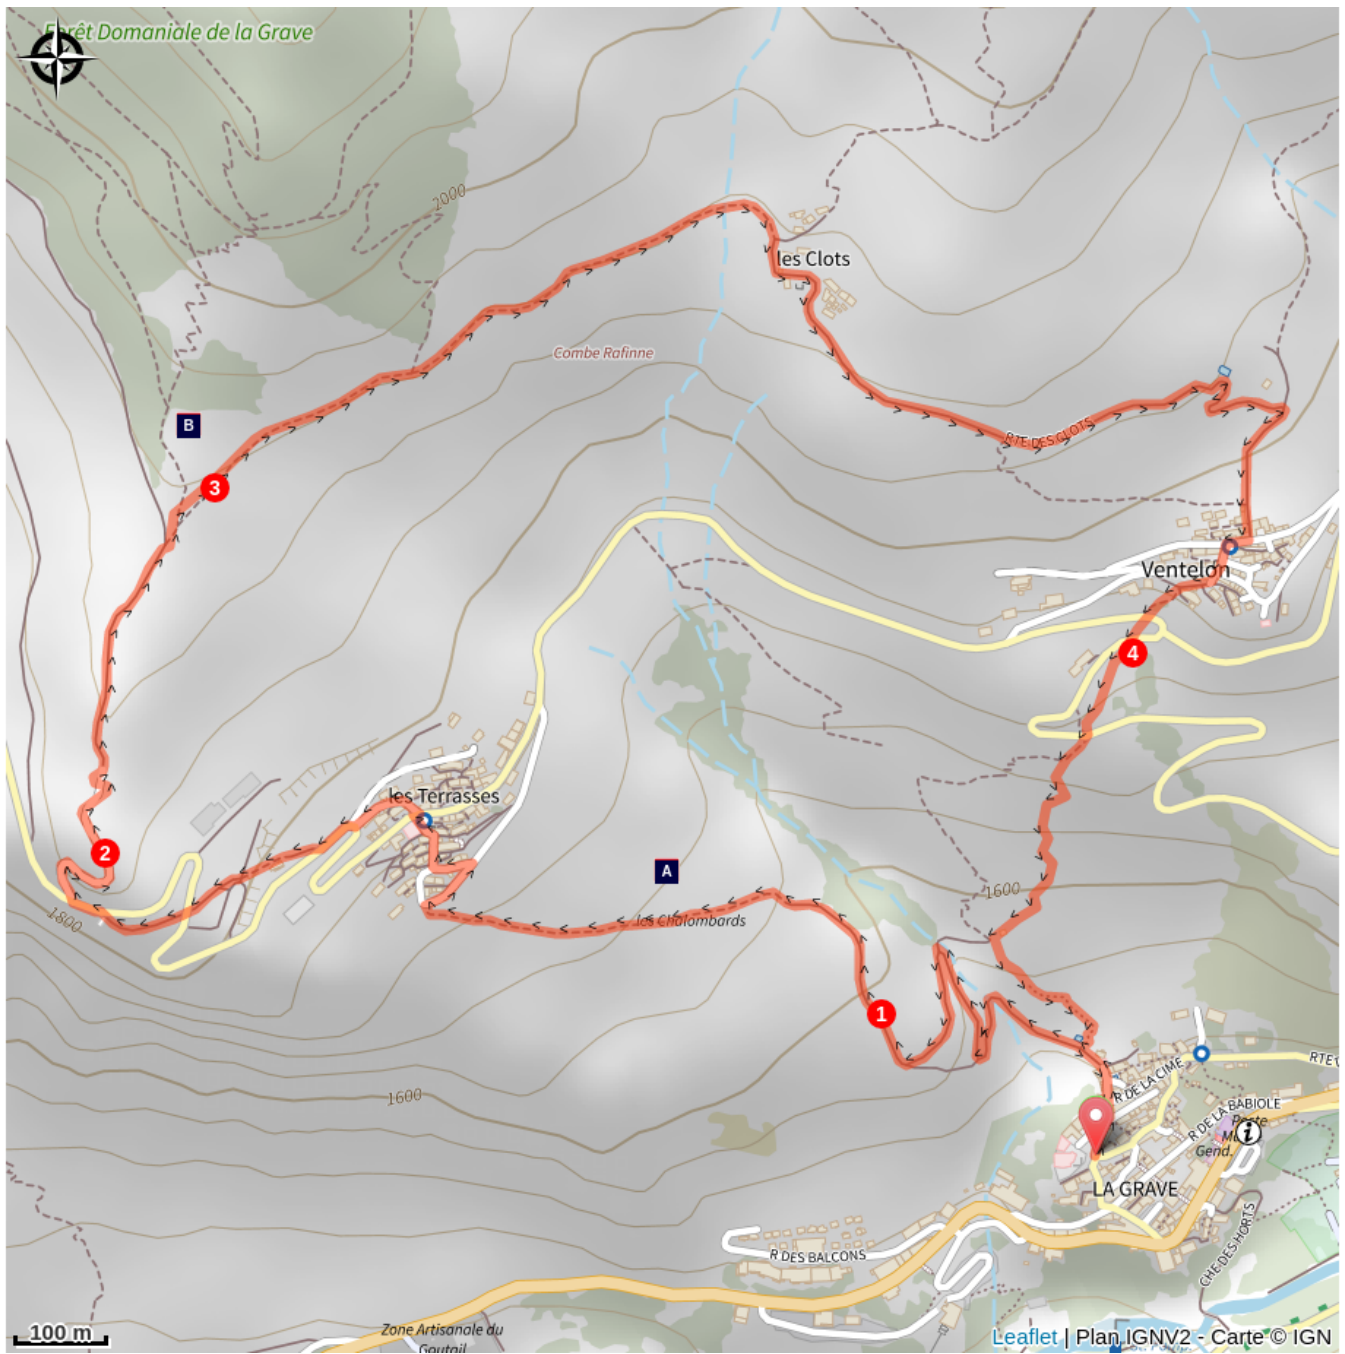 Forêt Domaniale de la Grave
2000
les Clots
Combe Rafinne
B
RTE DES CLOTS
3
Ventelon
4
les Terrasses
2
A
1600
1800
les Chalombards
1
RTE
1600
R DE LA CIME
R DE LA BABIOLE
Poste
Gend.
LA GRAVE
R DES BALCONS
CHE DES HORTS
100 m
Zone Artisanale du
Goutail
Leaflet | Plan IGNV2 - Carte © IGN